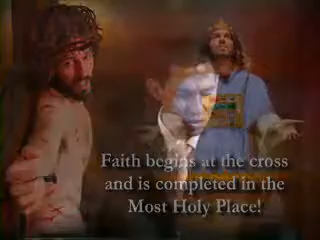 Faith begins at the cross
and is completed in the
Most Holy Place!